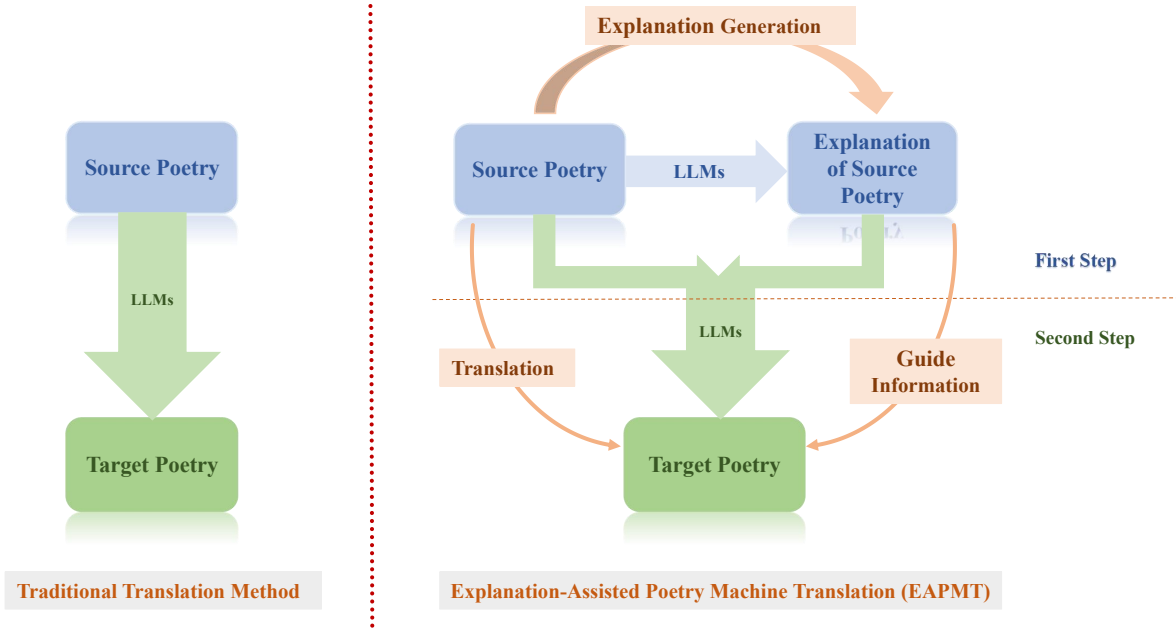 Source Poetry
LLMs
Target Poetry
Traditional Translation Method
Explanation Generation
Source Poetry
LLMs
Explanation
of Source
Poetry
First Step
Second Step
LLMs
Translation
Guide
Information
Target Poetry
Explanation-Assisted Poetry Machine Translation (EAPMT)